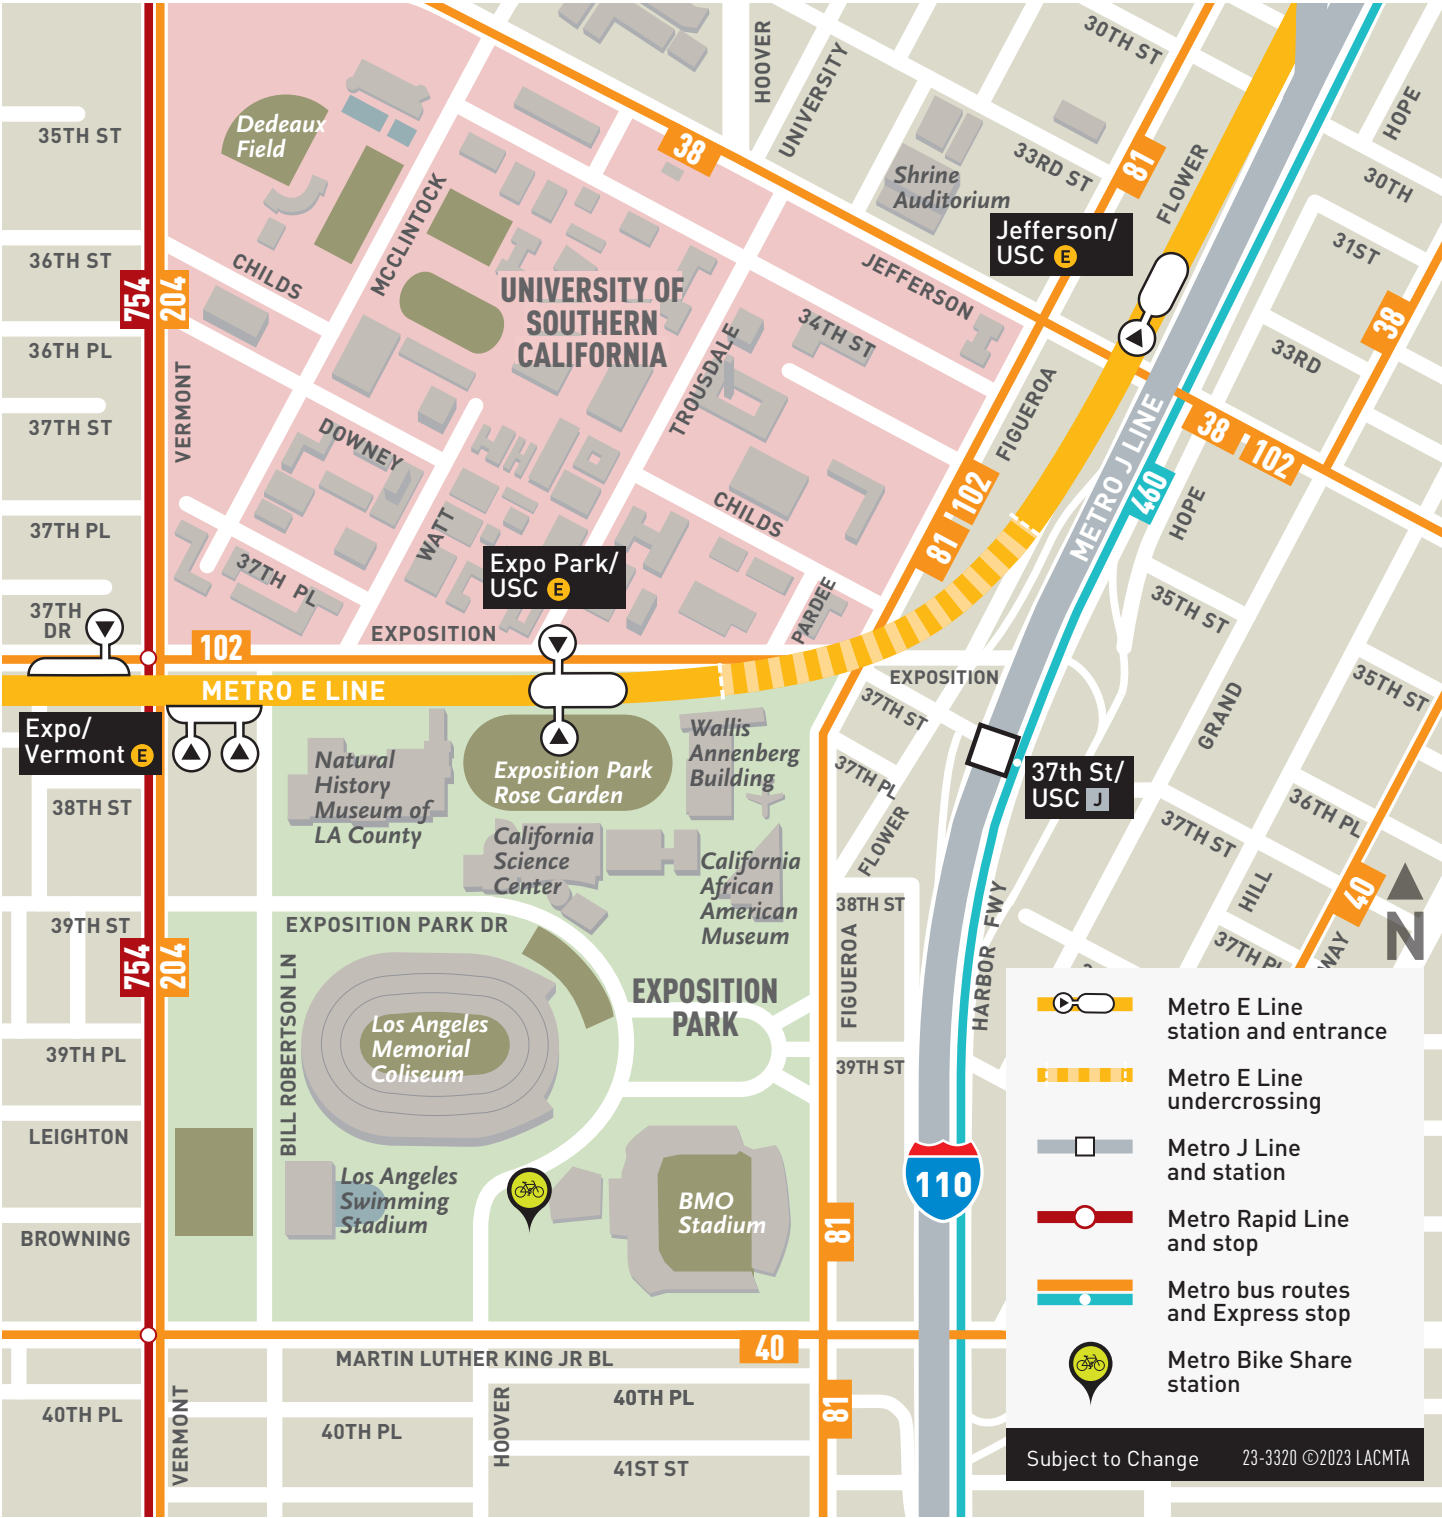 30TH ST
HOOVER
UNIVERSITY
HOPE
35TH ST
Dedeaux
Field
38
33RD ST
81
FLOWER
30TH
Shrine
Auditorium
MCCLINTOCK
Jefferson/
USC E
31ST
36TH ST
CHILDS
754
204
UNIVERSITY OF
SOUTHERN
CALIFORNIA
JEFFERSON
34TH ST
38
36TH PL
33RD
VERMONT
TROUSDALE
FIGUEROA
37TH ST
DOWNEY
METRO J LINE
38
102
460
81
102
HOPE
CHILDS
WATT
37TH PL
Expo Park/
USC E
37TH PL
37TH
DR
EXPOSITION
PARDEE
35TH ST
102
METRO E LINE
EXPOSITION
35TH ST
37TH ST
GRAND
Expo/
Vermont E
Natural
History
Museum of
LA County
Exposition Park
Rose Garden
Wallis
Annenberg
Building
37TH PL
37th St/
USC J
38TH ST
California
Science
Center
California
African
American
Museum
FLOWER
37TH ST
36TH PL
HILL
40
N
39TH ST
EXPOSITION PARK DR
38TH ST
HARBOR FWY
37TH PL
WAY
754
204
BILL ROBERTSON LN
EXPOSITION
PARK
FIGUEROA
Los Angeles
Memorial
Coliseum
39TH PL
39TH ST
LEIGHTON
110
Los Angeles
Swimming
Stadium
BMO
Stadium
81
BROWNING
40
MARTIN LUTHER KING JR BL
40TH PL
VERMONT
40TH PL
HOOVER
40TH PL
81
41ST ST
Metro E Line
station and entrance
Metro E Line
undercrossing
Metro J Line
and station
Metro Rapid Line
and stop
Metro bus routes
and Express stop
Metro Bike Share
station
Subject to Change
23-3320 ©2023 LACMTA